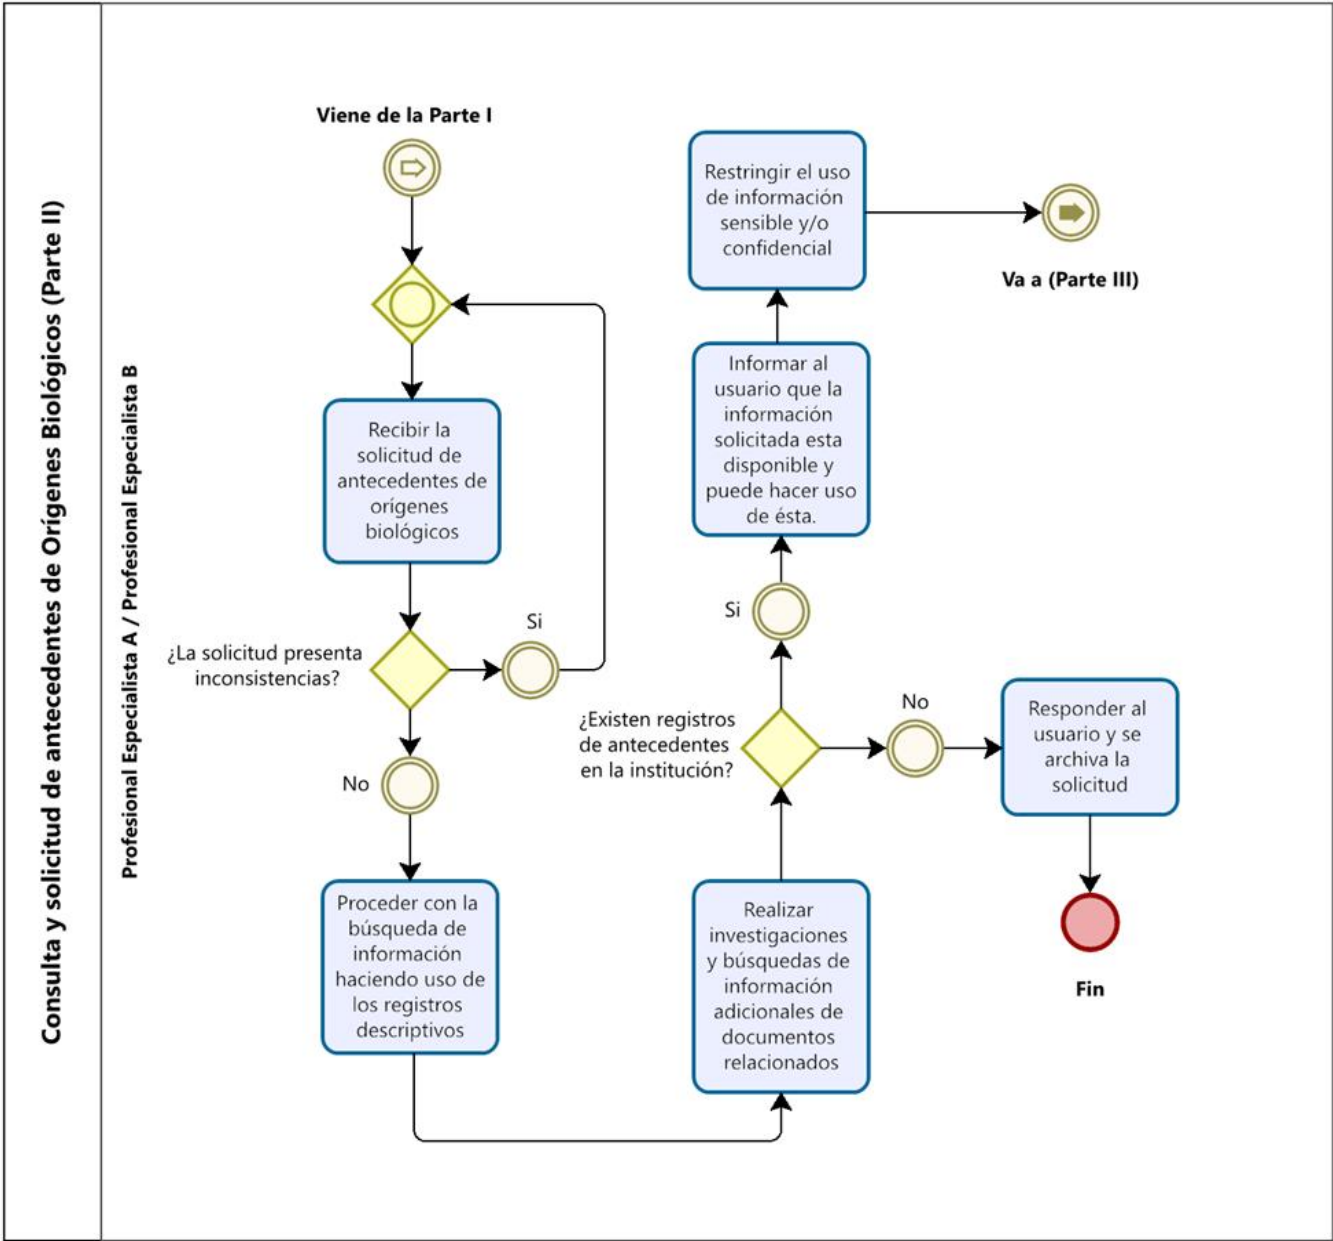 Consulta y solicitud de antecedentes de Orígenes Biológicos (Parte II)
Profesional Especialista A / Profesional Especialista B
Viene de la Parte I
Recibir la
solicitud de
antecedentes de
orígenes
biológicos
¿La solicitud presenta
inconsistencias?
Si
No
Proceder con la
búsqueda de
información
haciendo uso de
los registros
descriptivos
Realizar
investigaciones
y búsquedas de
información
adicionales de
documentos
relacionados
¿Existen registros
de antecedentes
en la institución?
No
Responder al
usuario y se
archiva la
solicitud
Fin
Si
Informar al
usuario que la
información
solicitada esta
disponible y
puede hacer uso
de ésta.
Restringir el uso
de información
sensible y/o
confidencial
Va a (Parte III)